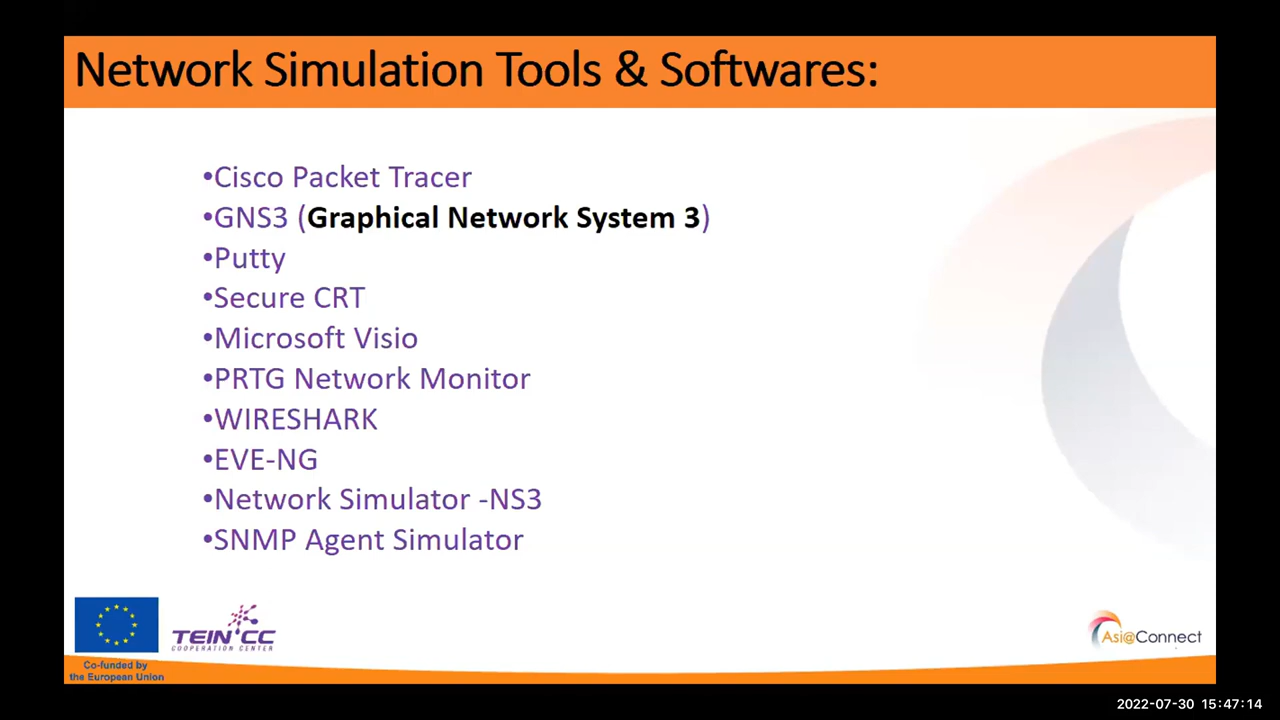 Network Simulation Tools & Softwares:
•Cisco Packet Tracer
•GNS3 (Graphical Network System 3)
•Putty
•Secure CRT
•Microsoft Visio
•PRTG Network Monitor
•WIRESHARK
•EVE-NG
•Network Simulator -NS3
•SNMP Agent Simulator
TEIN*CC
COOPERATION CENTER
Asi@Connect
Co-funded by
the European Union
2022-07-30 15:47:14